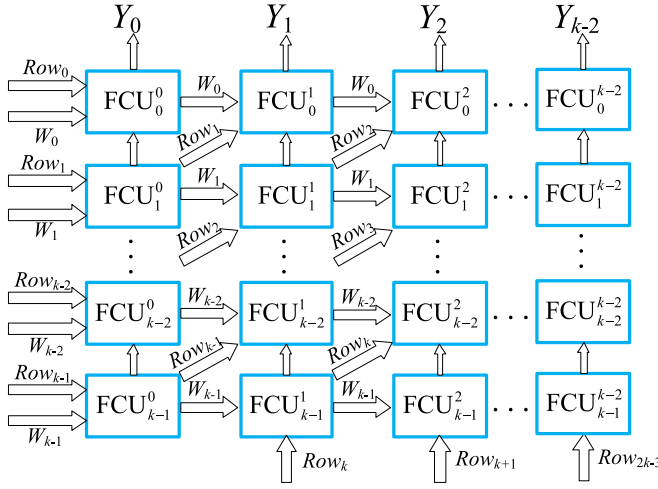 Y₀ Y₁ Y₂ Yₖ₋₂
Row₀ W₀ W₀
FCU₀⁰ FCU₀¹ FCU₀² . . . FCU₀ᵏ⁻²
W₀ Row₁ Row₂
Row₁ W₁ W₁
FCU₁⁰ FCU₁¹ FCU₁² . . . FCU₁ᵏ⁻²
W₁ Row₂ Row₃
Rowₖ₋₂ Wₖ₋₂ Wₖ₋₂
FCUₖ₋₂⁰ FCUₖ₋₂¹ FCUₖ₋₂² . . . FCUₖ₋₂ᵏ⁻²
Wₖ₋₂ Rowₖ₋₁ Rowₖ
Rowₖ₋₁ Wₖ₋₁ Wₖ₋₁
FCUₖ₋₁⁰ FCUₖ₋₁¹ FCUₖ₋₁² . . . FCUₖ₋₁ᵏ⁻²
Wₖ₋₁
Rowₖ Rowₖ₊₁ Row₂ₖ₋₃